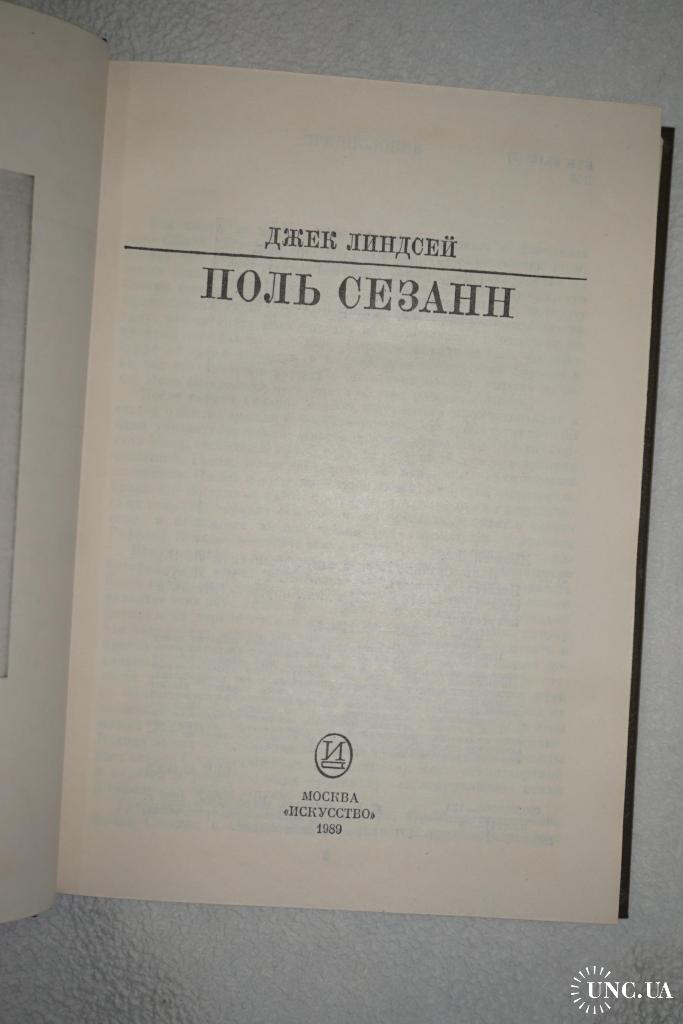 ДЖЕК ЛИНДСЕЙ
ПОЛЬ СЕЗАНН
И
МОСКВА
«ИСКУССТВО»
1989
UNC.UA